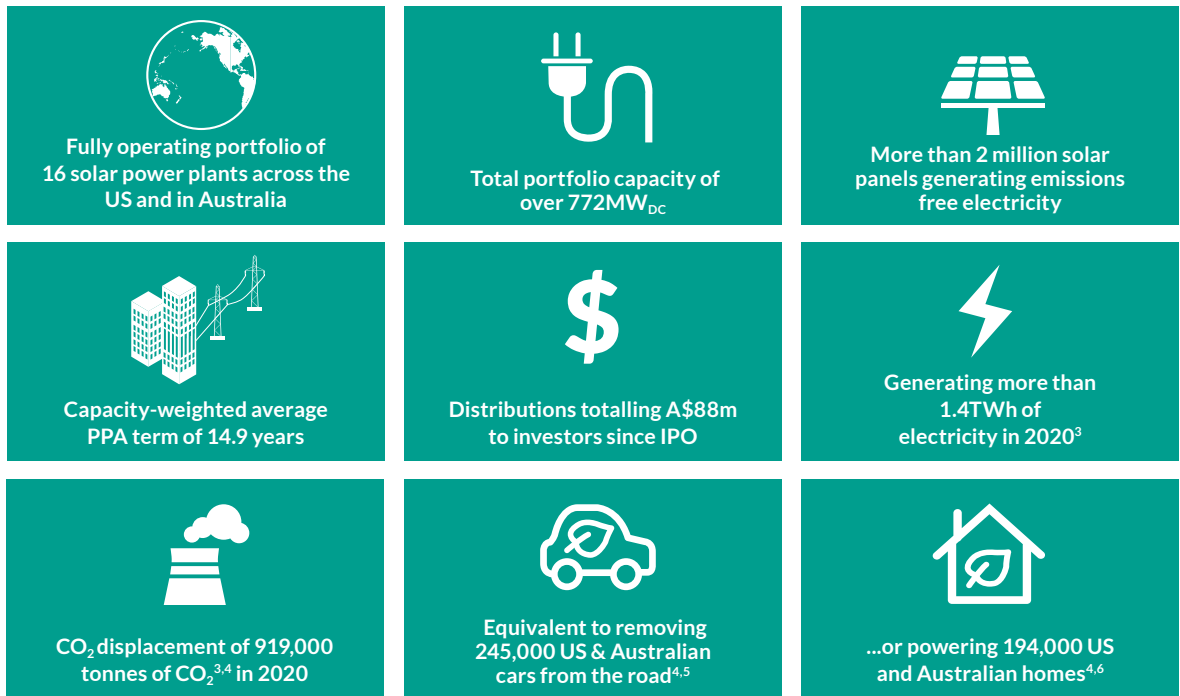 Fully operating portfolio of
16 solar power plants across the
US and in Australia
Total portfolio capacity of
over 772MWDC
More than 2 million solar
panels generating emissions
free electricity
Capacity-weighted average
PPA term of 14.9 years
$
Distributions totalling A$88m
to investors since IPO
Generating more than
1.4TWh of
electricity in 2020³
CO₂ displacement of 919,000
tonnes of CO₂³,⁴ in 2020
Equivalent to removing
245,000 US & Australian
cars from the road⁴,⁵
...or powering 194,000 US
and Australian homes⁴,⁶